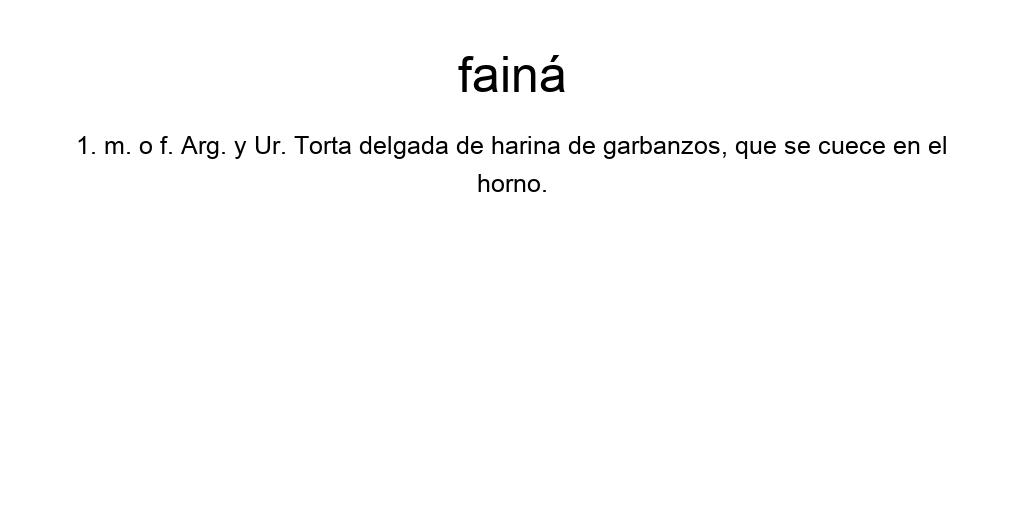 fainá
1. m. o f. Arg. y Ur. Torta delgada de harina de garbanzos, que se cuece en el
horno.